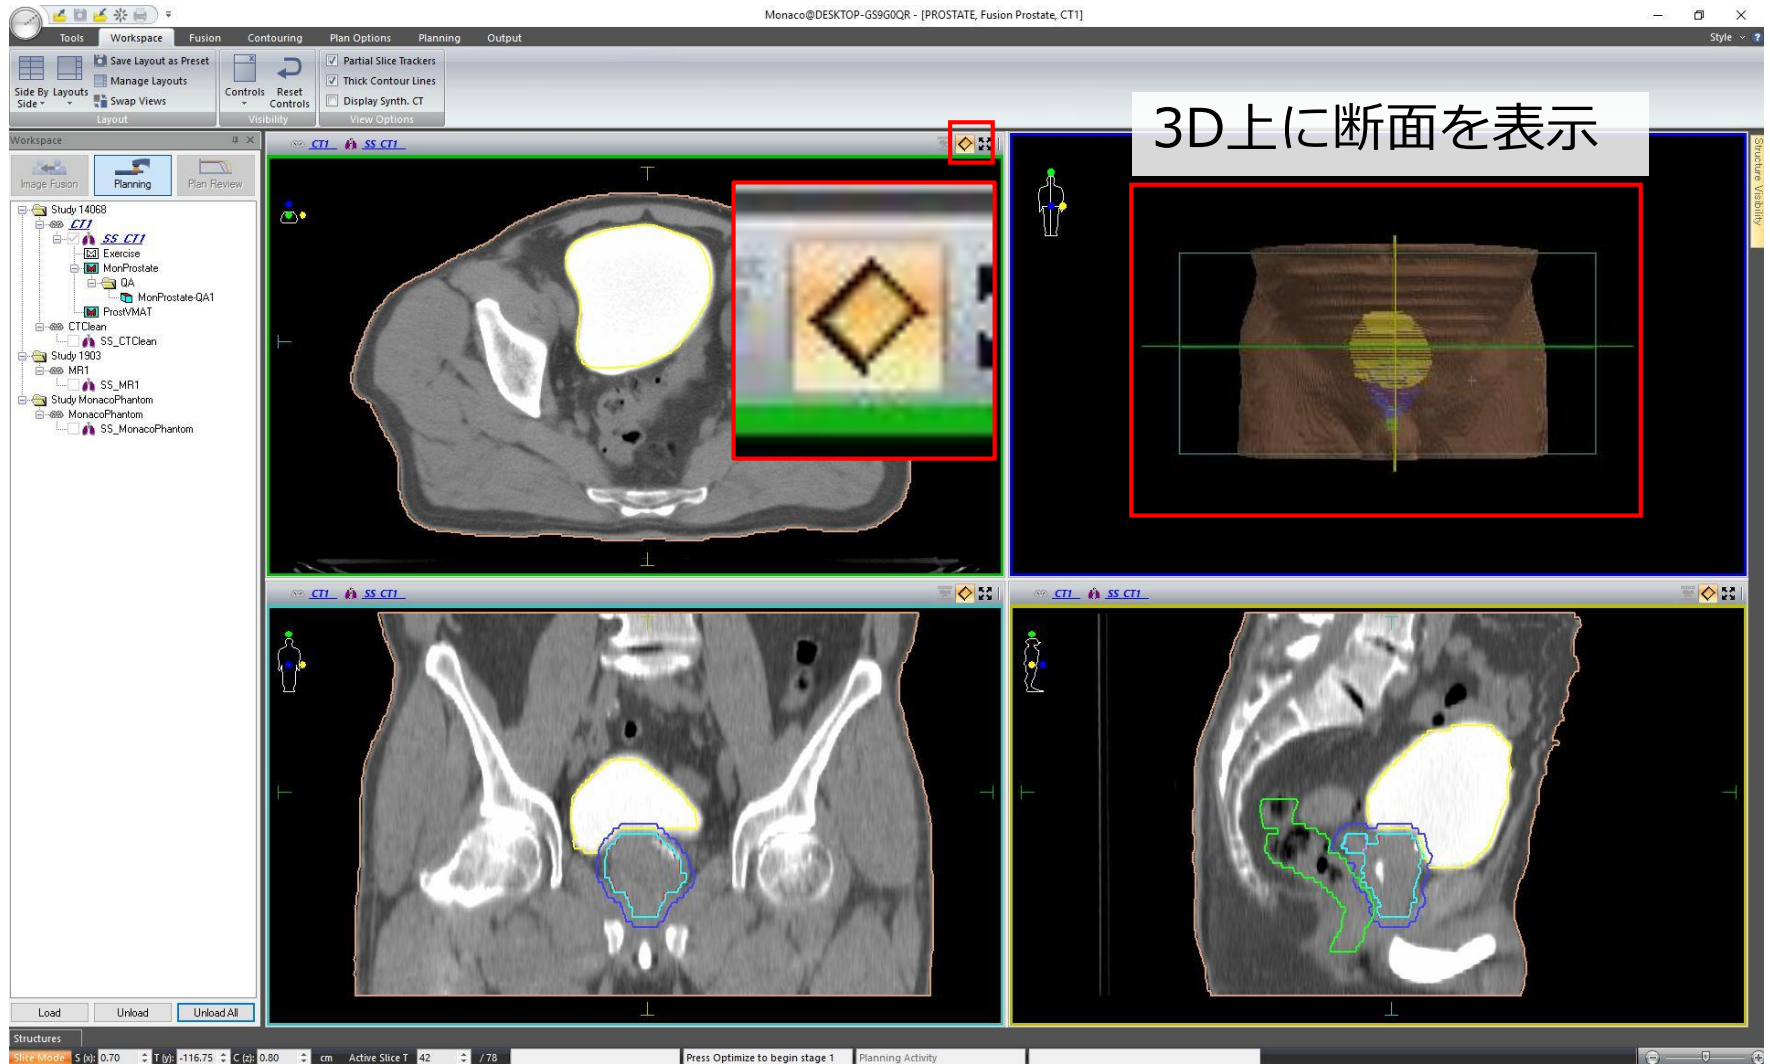 Monaco@DESKTOP-GS9G0QR - [PROSTATE, Fusion Prostate, CT1]
Tools Workspace Fusion Contouring Plan Options Planning Output
Style
Save Layout as Preset
Manage Layouts
Swap Views
Side By Side
Layouts
Layout
Controls
Reset Controls
Visibility
Partial Slice Trackers
Thick Contour Lines
Display Synth. CT
View Options
3D上に断面を表示
Workspace
Image Fusion Planning Plan Review
Study 14068
CT1
SS_CT1
Exercise
MonProstate
QA
MonProstate-QA1
ProstVMAT
CTClean
SS_CTClean
Study 1903
MR1
SS_MR1
Study MonacoPhantom
MonacoPhantom
SS_MonacoPhantom
CT1 SS_CT1
Structure Visibility
CT1 SS_CT1
CT1 SS_CT1
Load Unload Unload All
Structures
Slice Mode S (x): 0.70 T (y): -116.75 C (z): 0.80 cm Active Slice T 42 / 78 Press Optimize to begin stage 1 Planning Activity